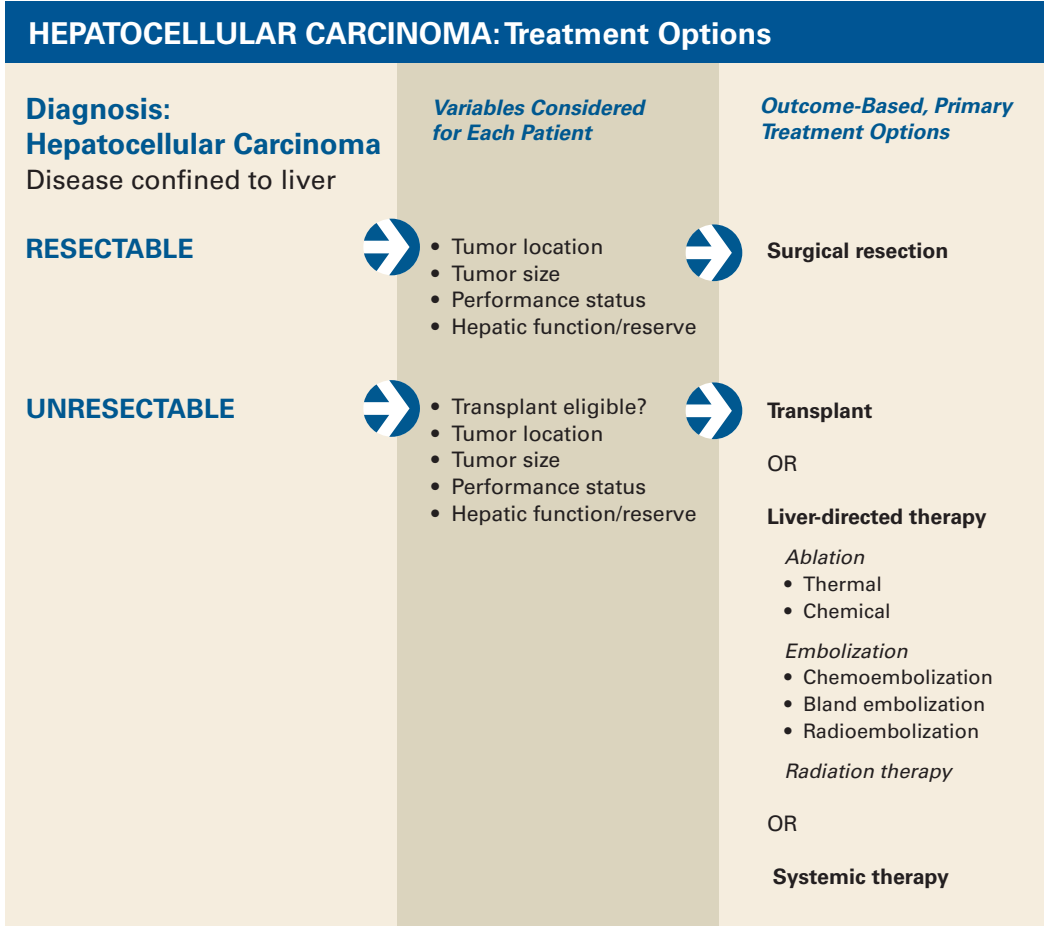 HEPATOCELLULAR CARCINOMA: Treatment Options
Diagnosis:
Hepatocellular Carcinoma
Disease confined to liver
Variables Considered
for Each Patient
Outcome-Based, Primary
Treatment Options
RESECTABLE
• Tumor location
• Tumor size
• Performance status
• Hepatic function/reserve
Surgical resection
UNRESECTABLE
• Transplant eligible?
• Tumor location
• Tumor size
• Performance status
• Hepatic function/reserve
Transplant
OR
Liver-directed therapy
Ablation
• Thermal
• Chemical
Embolization
• Chemoembolization
• Bland embolization
• Radioembolization
Radiation therapy
OR
Systemic therapy